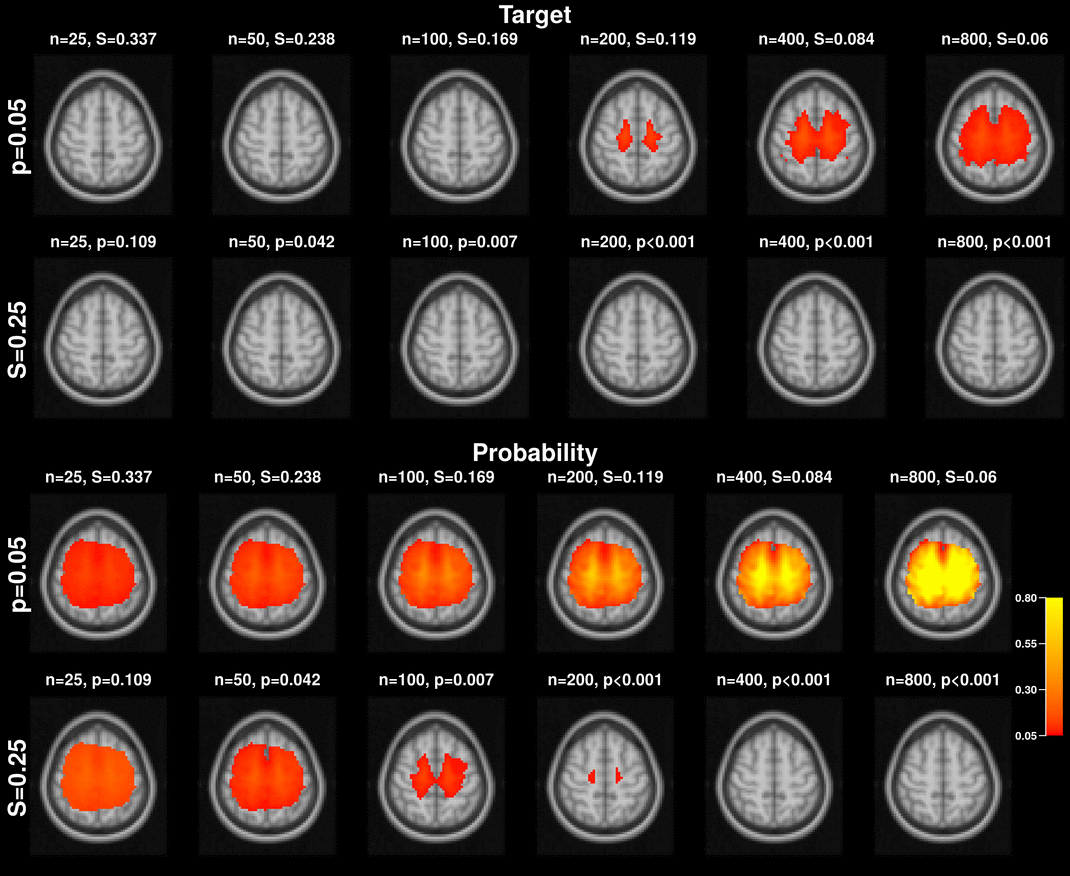 Target
n=25, S=0.337 n=50, S=0.238 n=100, S=0.169 n=200, S=0.119 n=400, S=0.084 n=800, S=0.06
p=0.05
n=25, p=0.109 n=50, p=0.042 n=100, p=0.007 n=200, p<0.001 n=400, p<0.001 n=800, p<0.001
S=0.25
Probability
n=25, S=0.337 n=50, S=0.238 n=100, S=0.169 n=200, S=0.119 n=400, S=0.084 n=800, S=0.06
p=0.05
0.80
0.55
0.30
0.05
n=25, p=0.109 n=50, p=0.042 n=100, p=0.007 n=200, p<0.001 n=400, p<0.001 n=800, p<0.001
S=0.25